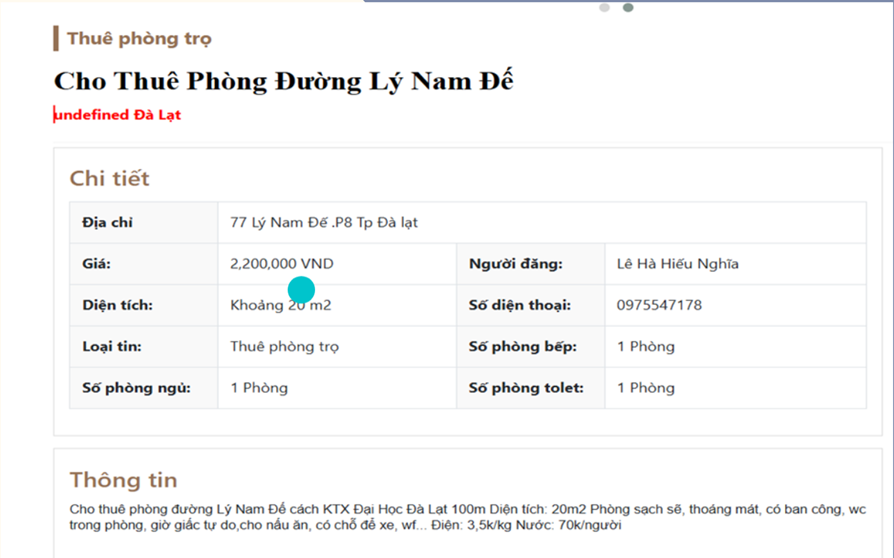 Thuê phòng trọ
Cho Thuê Phòng Đường Lý Nam Đế
undefined Đà Lạt
Chi tiết
Địa chỉ 77 Lý Nam Đế .P8 Tp Đà lạt
Giá: 2,200,000 VND Người đăng: Lê Hà Hiếu Nghĩa
Diện tích: Khoảng 20 m2 Số diện thoại: 0975547178
Loại tin: Thuê phòng trọ Số phòng bếp: 1 Phòng
Số phòng ngủ: 1 Phòng Số phòng tolet: 1 Phòng
Thông tin
Cho thuê phòng đường Lý Nam Đế cách KTX Đại Học Đà Lạt 100m Diện tích: 20m2 Phòng sạch sẽ, thoáng mát, có ban công, wc
trong phòng, giờ giấc tự do,cho nấu ăn, có chỗ để xe, wf... Điện: 3,5k/kg Nước: 70k/người